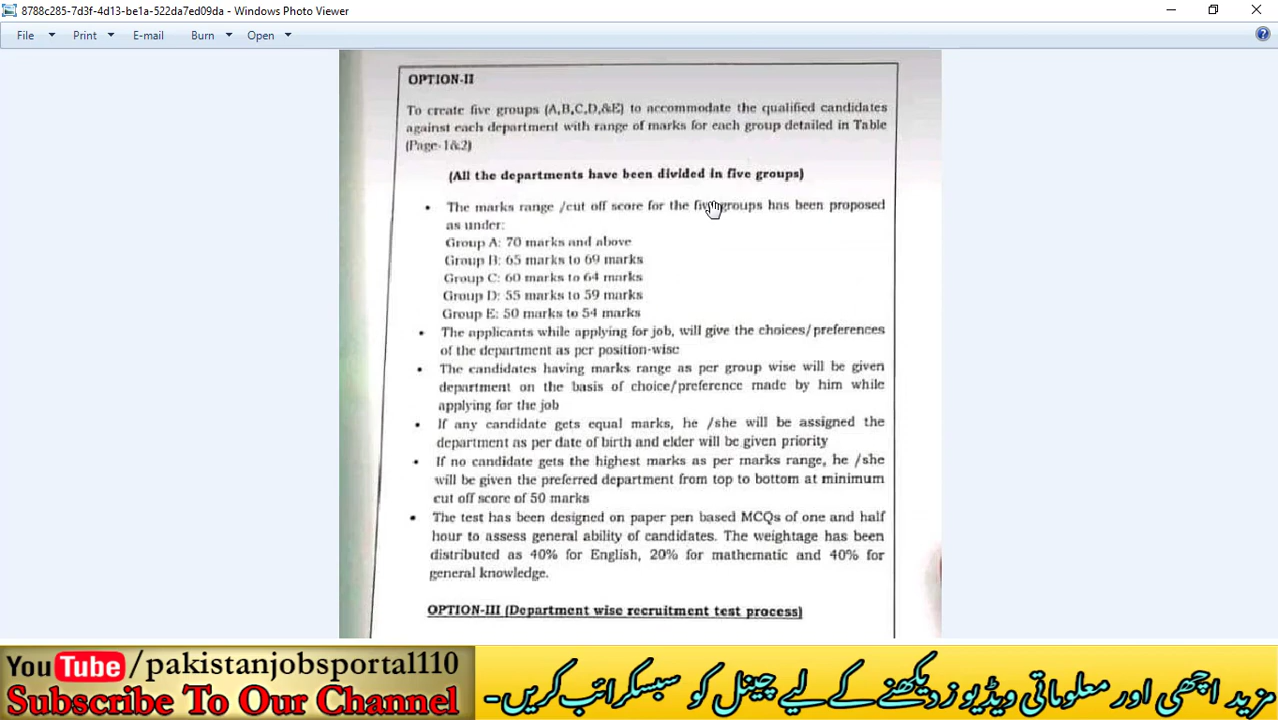 8788c285-7d3f-4d13-be1a-522da7ed09da - Windows Photo Viewer
File Print E-mail Burn Open
OPTION-II
To create five groups (A,B,C,D,&E) to accommodate the qualified candidates
against each department with range of marks for each group detailed in Table
(Page-1&2)
(All the departments have been divided in five groups)
• The marks range /cut off score for the five groups has been proposed
as under:
Group A: 70 marks and above
Group B: 65 marks to 69 marks
Group C: 60 marks to 64 marks
Group D: 55 marks to 59 marks
Group E: 50 marks to 54 marks
• The applicants while applying for job, will give the choices/preferences
of the department as per position-wise
• The candidates having marks range as per group wise will be given
department on the basis of choice/preference made by him while
applying for the job
• If any candidate gets equal marks, he /she will be assigned the
department as per date of birth and elder will be given priority
• If no candidate gets the highest marks as per marks range, he /she
will be given the preferred department from top to bottom at minimum
cut off score of 50 marks
• The test has been designed on paper pen based MCQs of one and half
hour to assess general ability of candidates. The weightage has been
distributed as 40% for English, 20% for mathematic and 40% for
general knowledge.
OPTION-III (Department wise recruitment test process)
YouTube/pakistanjobsportal110
Subscribe To Our Channel
مزید اچھی اور معلوماتی ویڈیوز دیکھنے کے لیے چینل کو سبسکرائب کریں۔